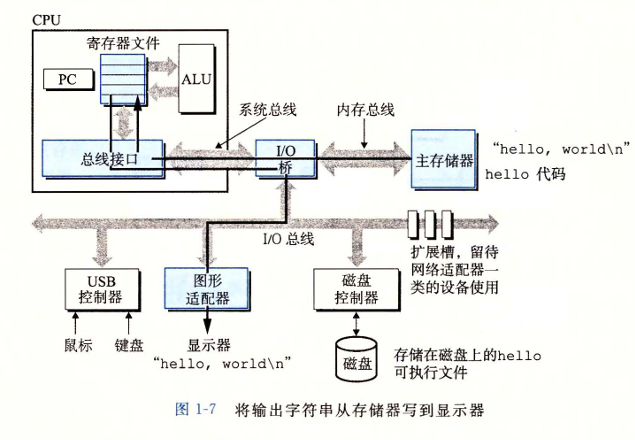 CPU
寄存器文件
PC
ALU
系统总线
内存总线
总线接口
I/O
桥
主存储器
“hello, world\n”
hello 代码
I/O 总线
扩展槽，留待
网络适配器一
类的设备使用
USB
控制器
图形
适配器
磁盘
控制器
鼠标
键盘
显示器
“hello, world\n”
磁盘
存储在磁盘上的hello
可执行文件
图 1-7 将输出字符串从存储器写到显示器